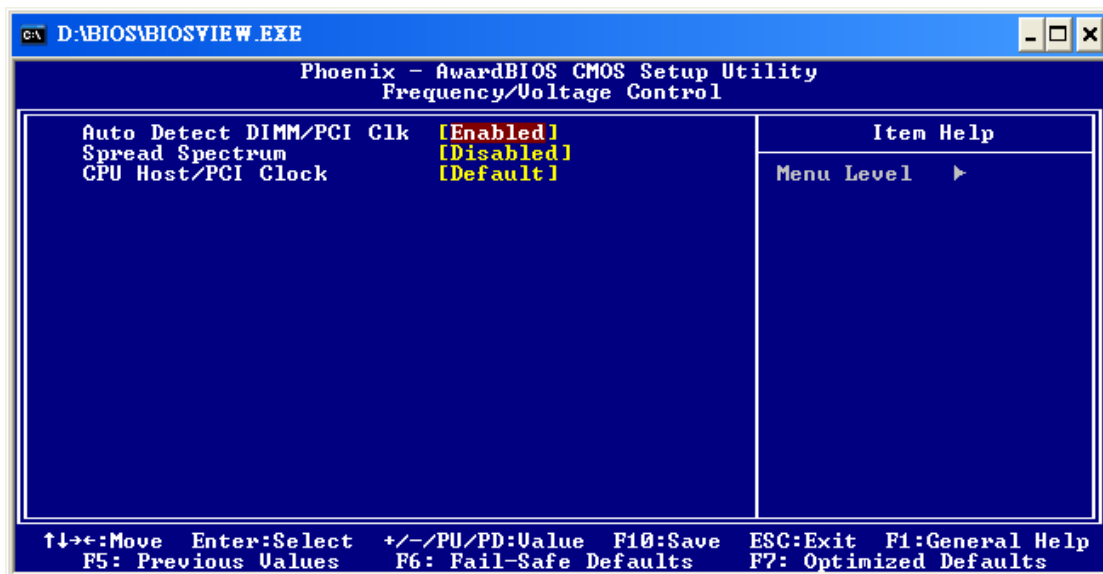 D:\BIOS\BIOSVIEW.EXE
Phoenix - AwardBIOS CMOS Setup Utility
Frequency/Voltage Control
Auto Detect DIMM/PCI Clk [Enabled]
Spread Spectrum [Disabled]
CPU Host/PCI Clock [Default]
Item Help
Menu Level ▶
↑↓→←:Move Enter:Select +/-/PU/PD:Value F10:Save ESC:Exit F1:General Help
F5: Previous Values F6: Fail-Safe Defaults F7: Optimized Defaults